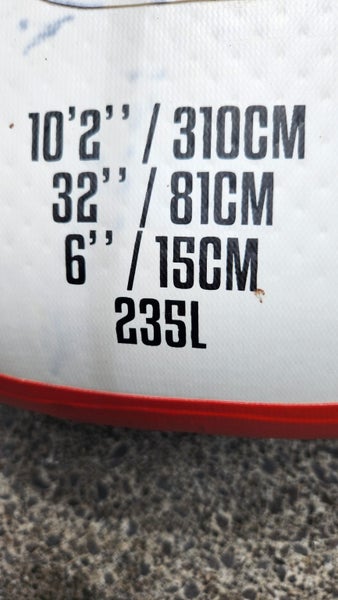 10’2’’ / 310CM
32’’ / 81CM
6’’ / 15CM
235L